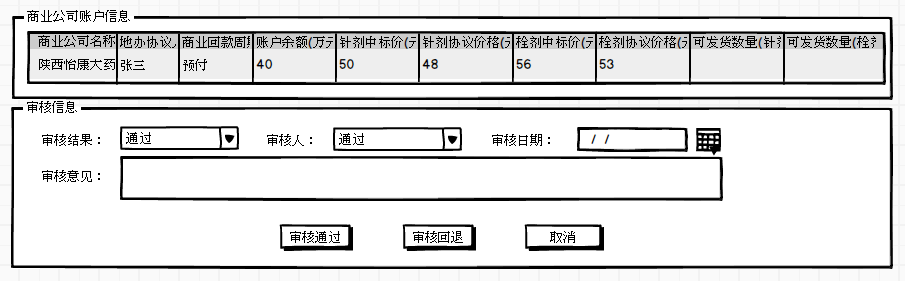 商业公司账户信息
商业公司名称 地办协议人 商业回款周期 账户余额(万元 针剂中标价(元 针剂协议价格(元 栓剂中标价(元 栓剂协议价格(元 可发货数量(针剂 可发货数量(栓剂
陕西怡康大药 张三 预付 40 50 48 56 53
审核信息
审核结果： 通过 审核人： 通过 审核日期： / /
审核意见：
审核通过 审核回退 取消